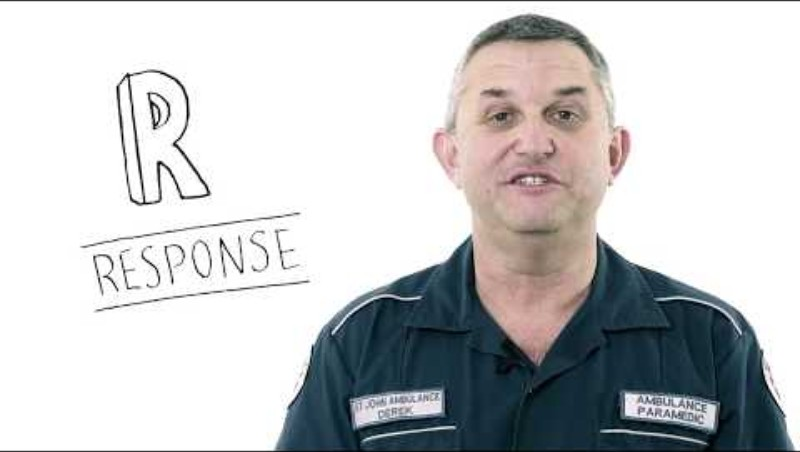 R
RESPONSE
ST JOHN AMBULANCE
DEREK
AMBULANCE
PARAMEDIC